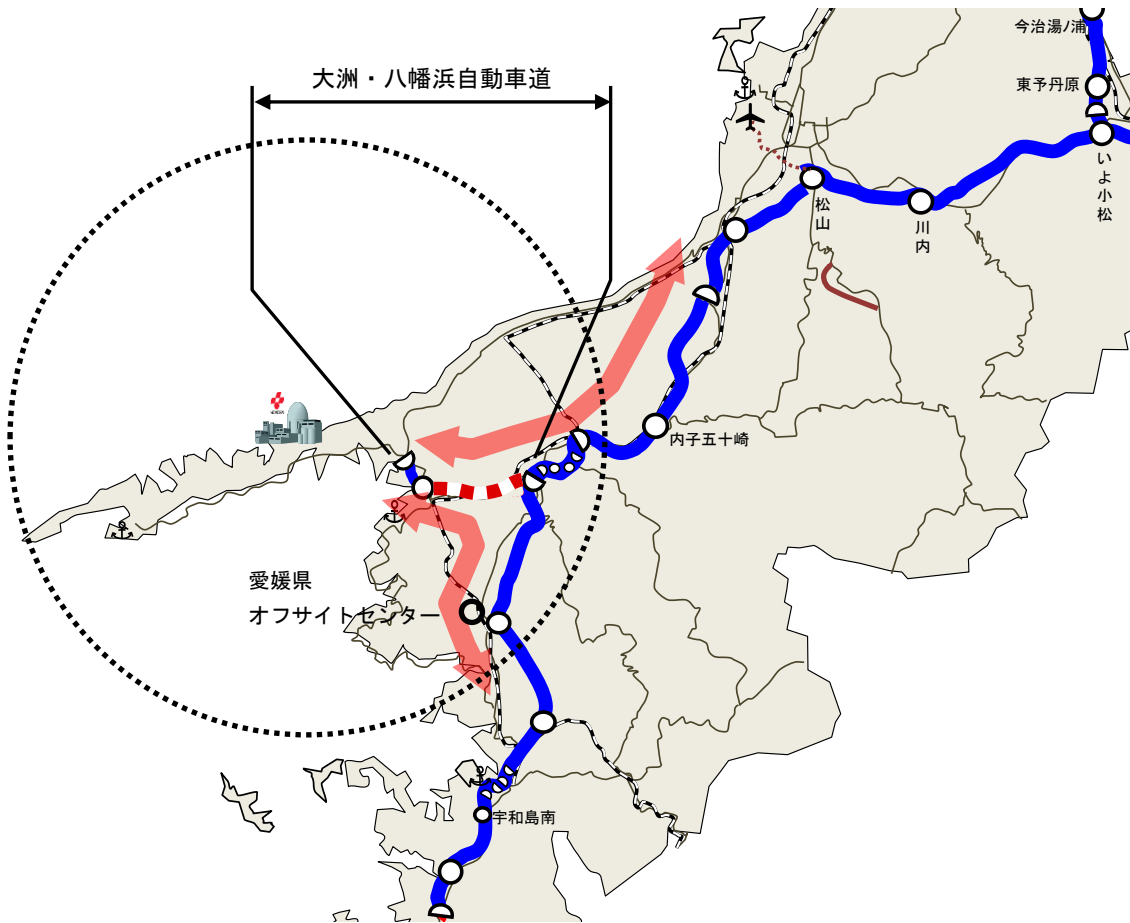 今治湯ノ浦
大洲・八幡浜自動車道
東予丹原
いよ小松
松山
川内
内子五十崎
愛媛県
オフサイトセンター
宇和島南